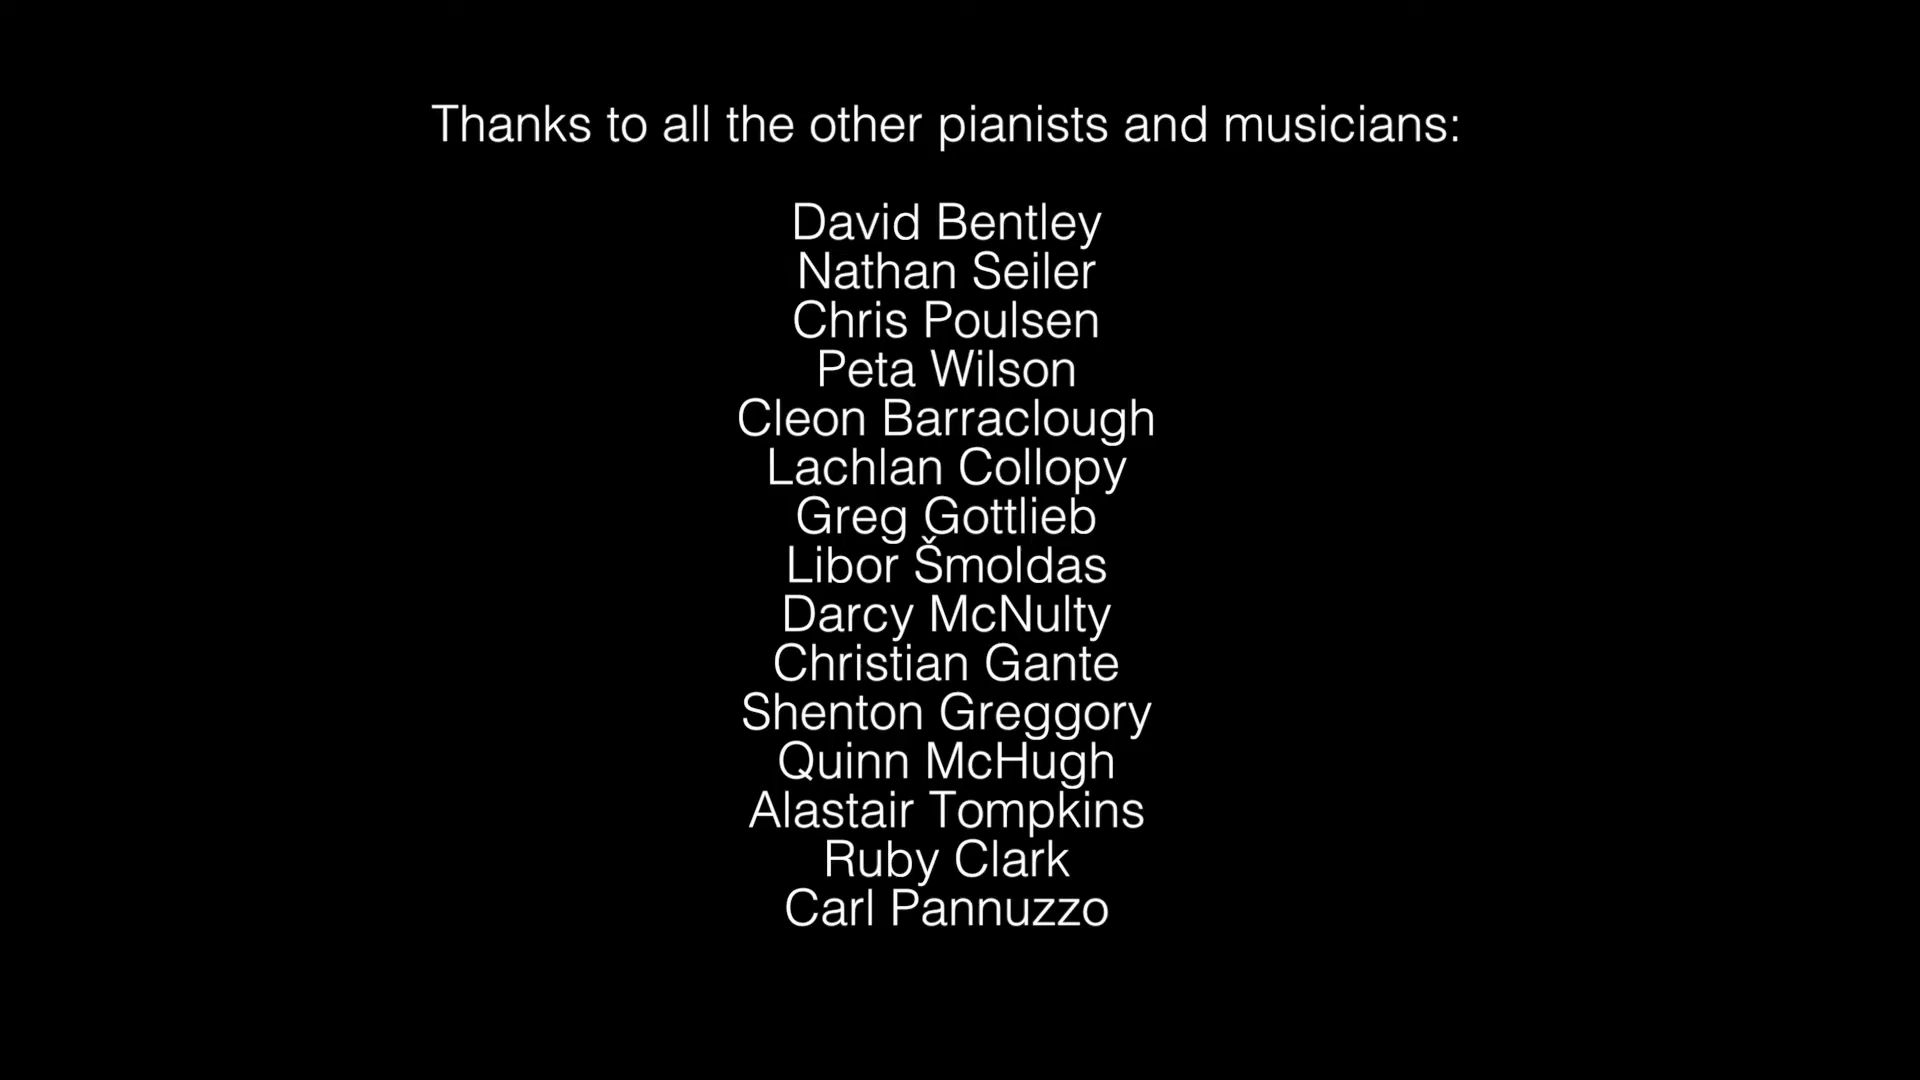 Thanks to all the other pianists and musicians:
David Bentley
Nathan Seiler
Chris Poulsen
Peta Wilson
Cleon Barraclough
Lachlan Collopy
Greg Gottlieb
Libor Šmoldas
Darcy McNulty
Christian Gante
Shenton Greggory
Quinn McHugh
Alastair Tompkins
Ruby Clark
Carl Pannuzzo